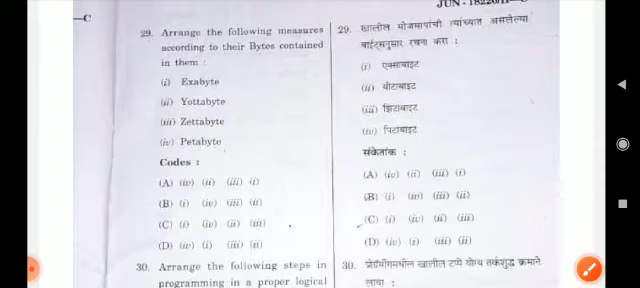 —C
29. Arrange the following measures
according to their Bytes contained
in them :
(i) Exabyte
(ii) Yottabyte
(iii) Zettabyte
(iv) Petabyte
Codes :
(A) (iv) (ii) (iii) (i)
(B) (i) (iv) (iii) (ii)
(C) (i) (iv) (ii) (iii)
(D) (iv) (i) (iii) (ii)
30. Arrange the following steps in
programming in a proper logical
29. खालील मोजमापांची त्यांच्यात असलेल्या
बाईटसनुसार रचना करा :
(i) एक्साबाइट
(ii) योटाबाइट
(iii) झिटाबाइट
(iv) पिटाबाइट
संकेतांक :
(A) (iv) (ii) (iii) (i)
(B) (i) (iv) (iii) (ii)
(C) (i) (iv) (ii) (iii)
(D) (iv) (i) (iii) (ii)
30. प्रोग्रॅमींगमधील खालील टप्पे योग्य तर्कशुद्ध क्रमाने
लावा :